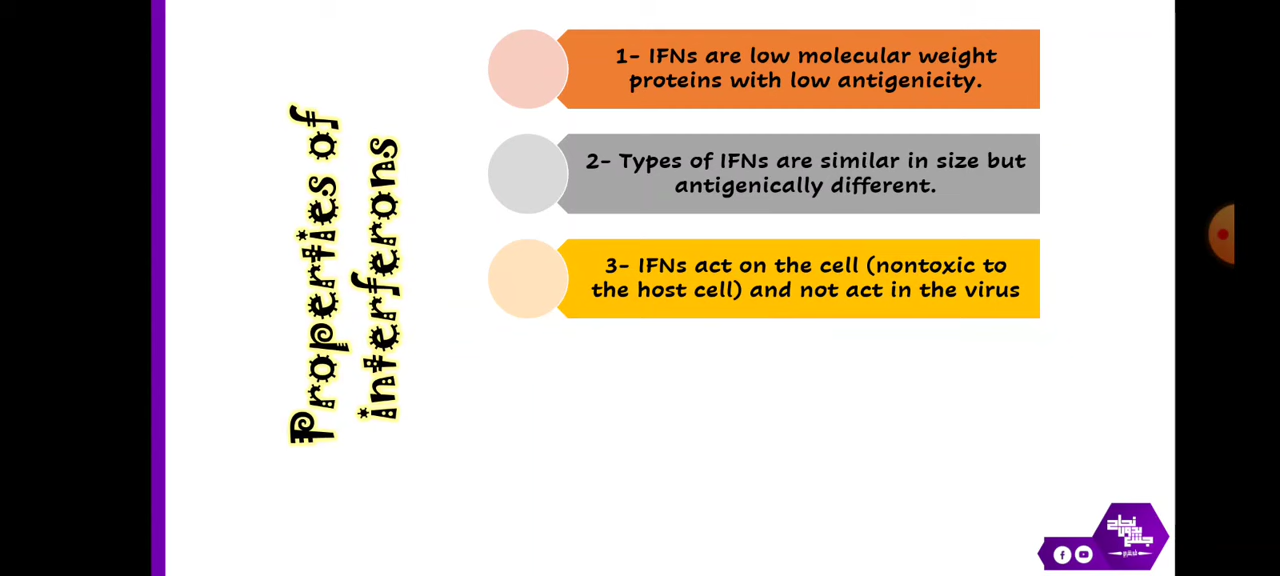 Properties of
interferons
1- IFNs are low molecular weight
proteins with low antigenicity.
2- Types of IFNs are similar in size but
antigenically different.
3- IFNs act on the cell (nontoxic to
the host cell) and not act in the virus